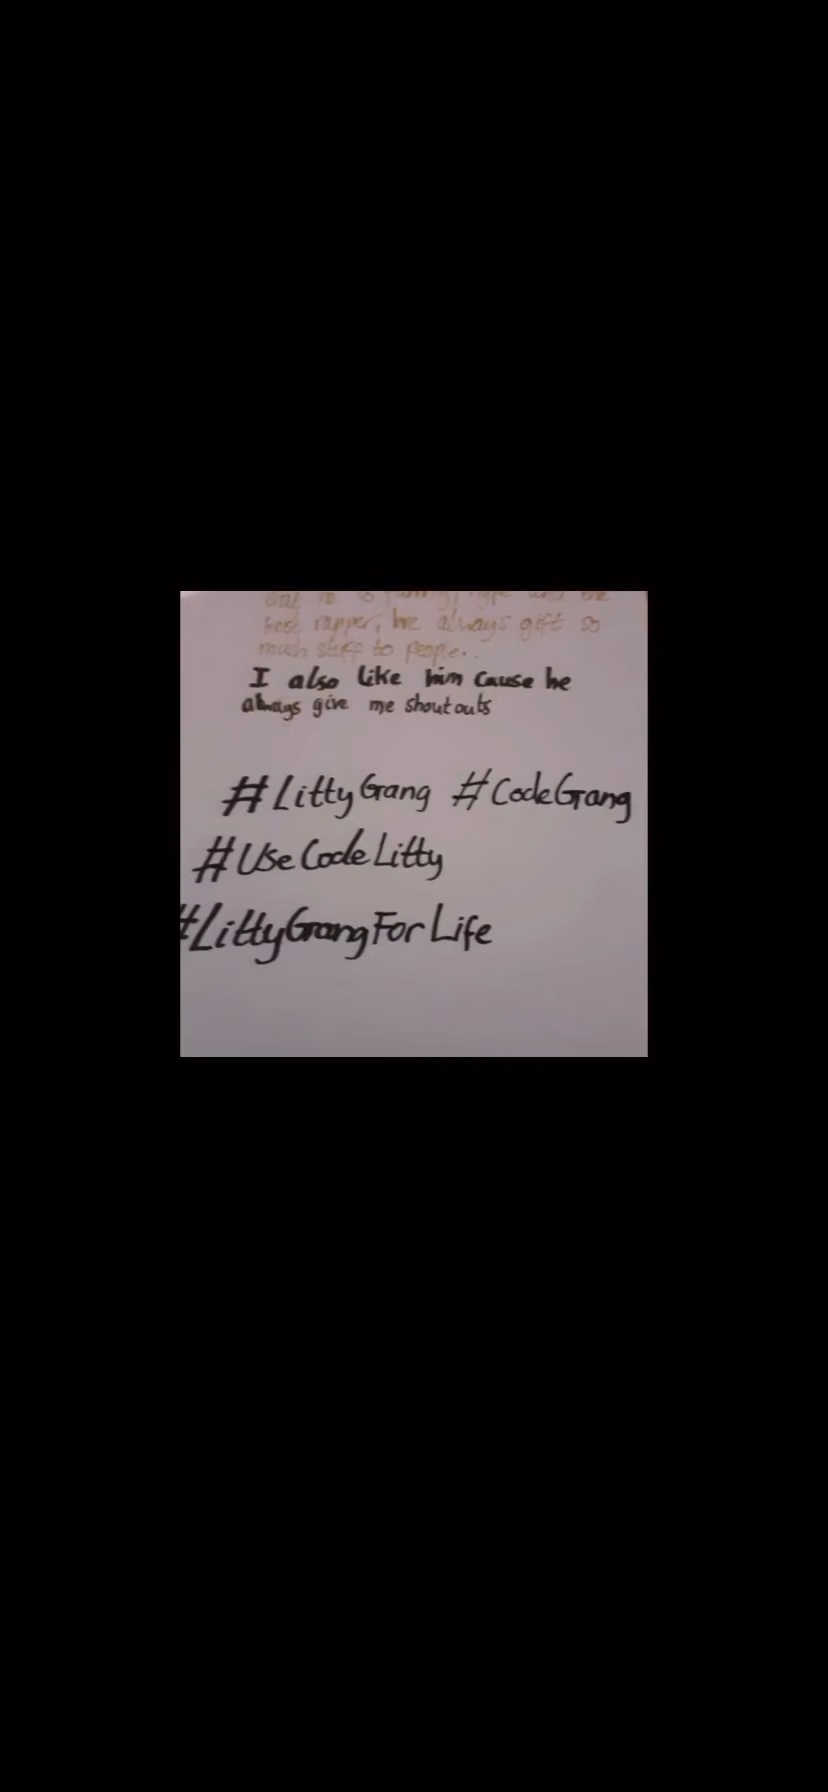 best rapper, he always gift so
much stuff to peope..
I also like him cause he
always give me shoutouts
#LittyGang #CodeGang
#UseCodeLitty
#LittyGangForLife